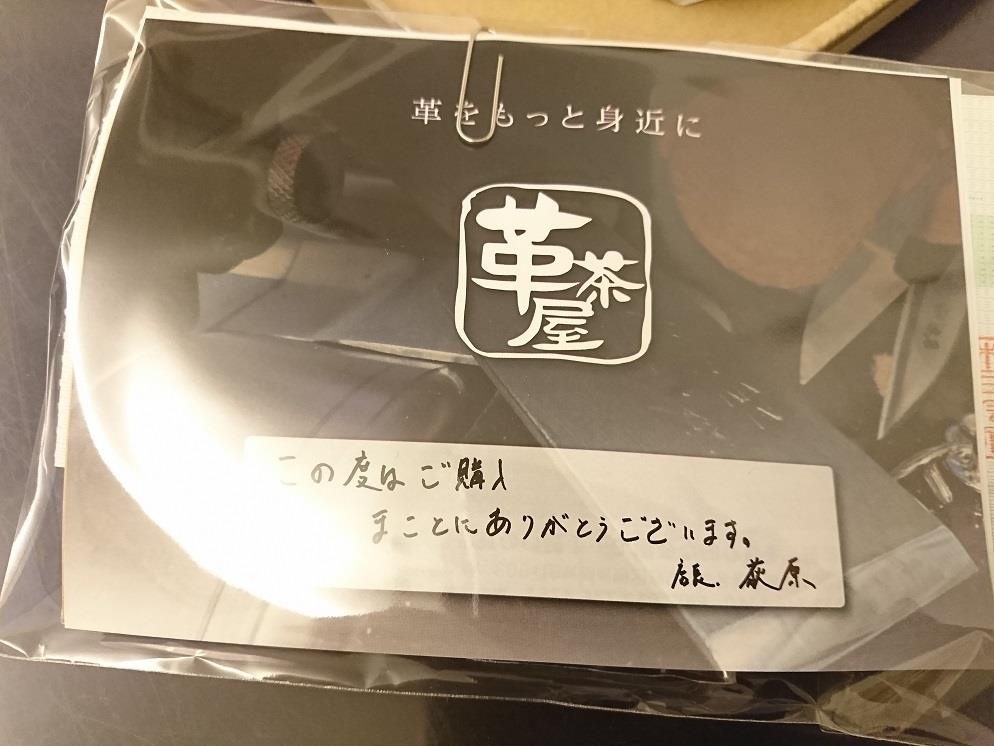 革をもっと身近に
革茶屋
この度はご購入
まことにありがとうございます。
店長. 荻原